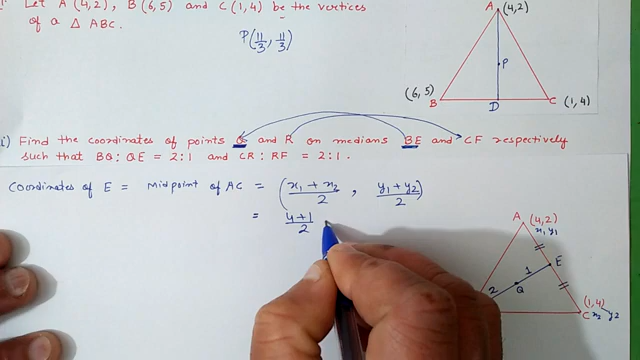 Let A(4,2), B(6,5) and C(1,4) be the vertices
of a △ ABC.
P(11/3, 11/3)
A (4,2)
P
(6,5)
B
D
C
(1,4)
i) Find the coordinates of points Q and R on medians BE and CF respectively
such that BQ:QE = 2:1 and CR:RF = 2:1.
Coordinates of E = Midpoint of AC = (x₁ + x₂ / 2 , y₁ + y₂ / 2)
= 4+1 / 2
A (4,2)
x₁, y₁
E
1
Q
2
(1,4)
C x₂ y₂